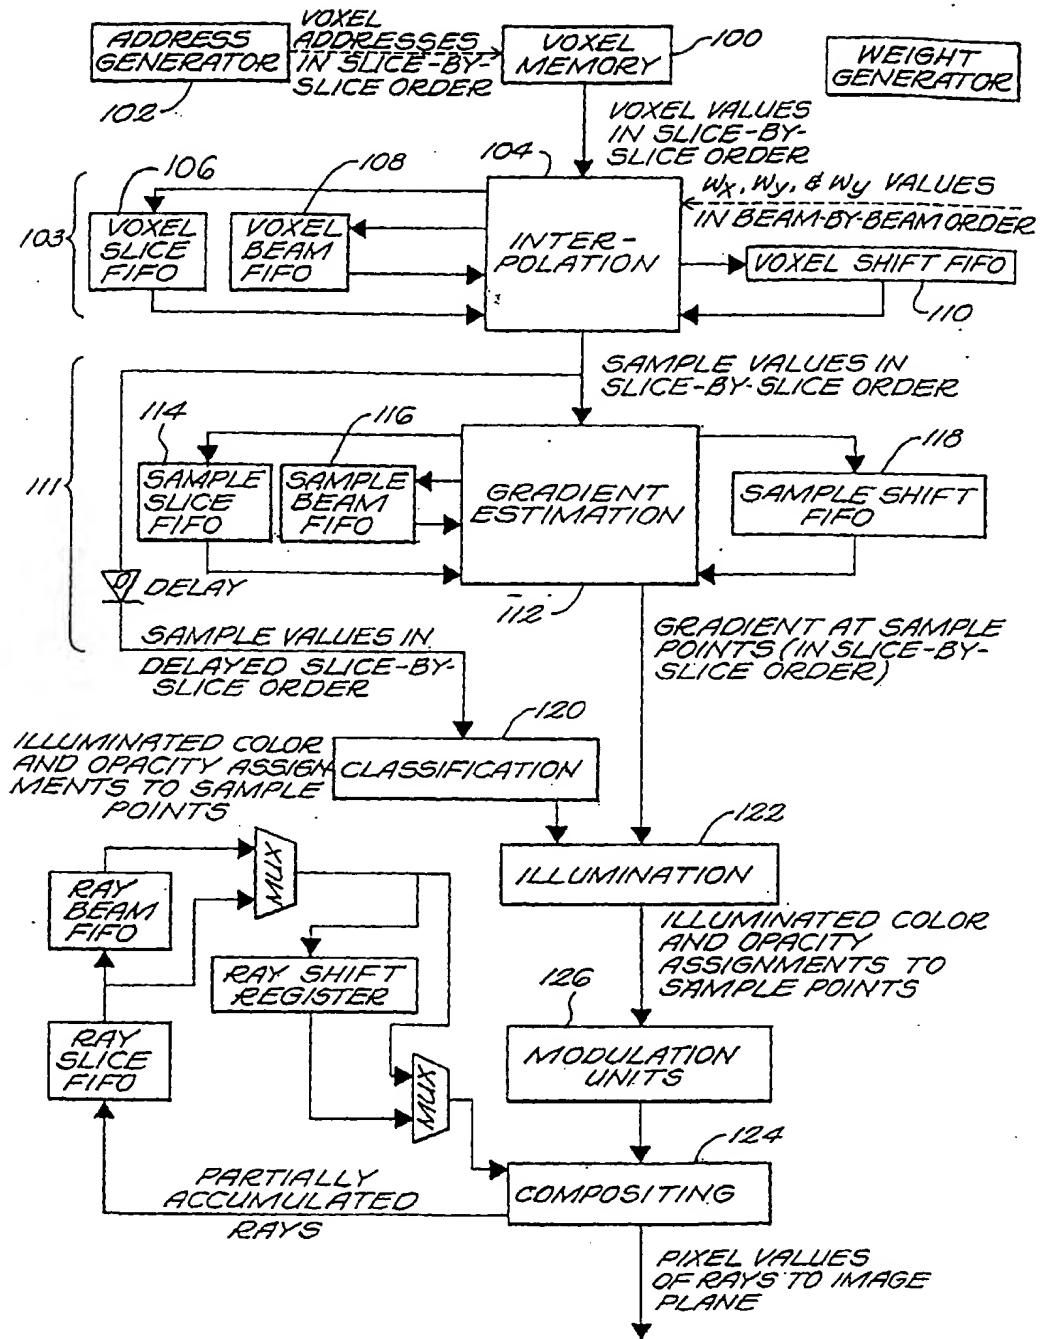 ADDRESS
GENERATOR
102
VOXEL
ADDRESSES
IN SLICE-BY-
SLICE ORDER
VOXEL
MEMORY
100
WEIGHT
GENERATOR
VOXEL VALUES
IN SLICE-BY-
SLICE ORDER
103
106
VOXEL
SLICE
FIFO
108
VOXEL
BEAM
FIFO
104
INTER-
POLATION
Wx, Wy, & Wy VALUES
IN BEAM-BY-BEAM ORDER
VOXEL SHIFT FIFO
110
SAMPLE VALUES IN
SLICE-BY-SLICE ORDER
111
114
SAMPLE
SLICE
FIFO
116
SAMPLE
BEAM
FIFO
GRADIENT
ESTIMATION
112
118
SAMPLE SHIFT
FIFO
D
DELAY
SAMPLE VALUES IN
DELAYED SLICE-BY-
SLICE ORDER
GRADIENT AT SAMPLE
POINTS (IN SLICE-BY-
SLICE ORDER)
120
CLASSIFICATION
ILLUMINATED COLOR
AND OPACITY ASSIGN-
MENTS TO SAMPLE
POINTS
122
ILLUMINATION
MUX
RAY
BEAM
FIFO
RAY SHIFT
REGISTER
ILLUMINATED COLOR
AND OPACITY
ASSIGNMENTS TO
SAMPLE POINTS
126
MODULATION
UNITS
RAY
SLICE
FIFO
MUX
124
COMPOSITING
PARTIALLY
ACCUMULATED
RAYS
PIXEL VALUES
OF RAYS TO IMAGE
PLANE